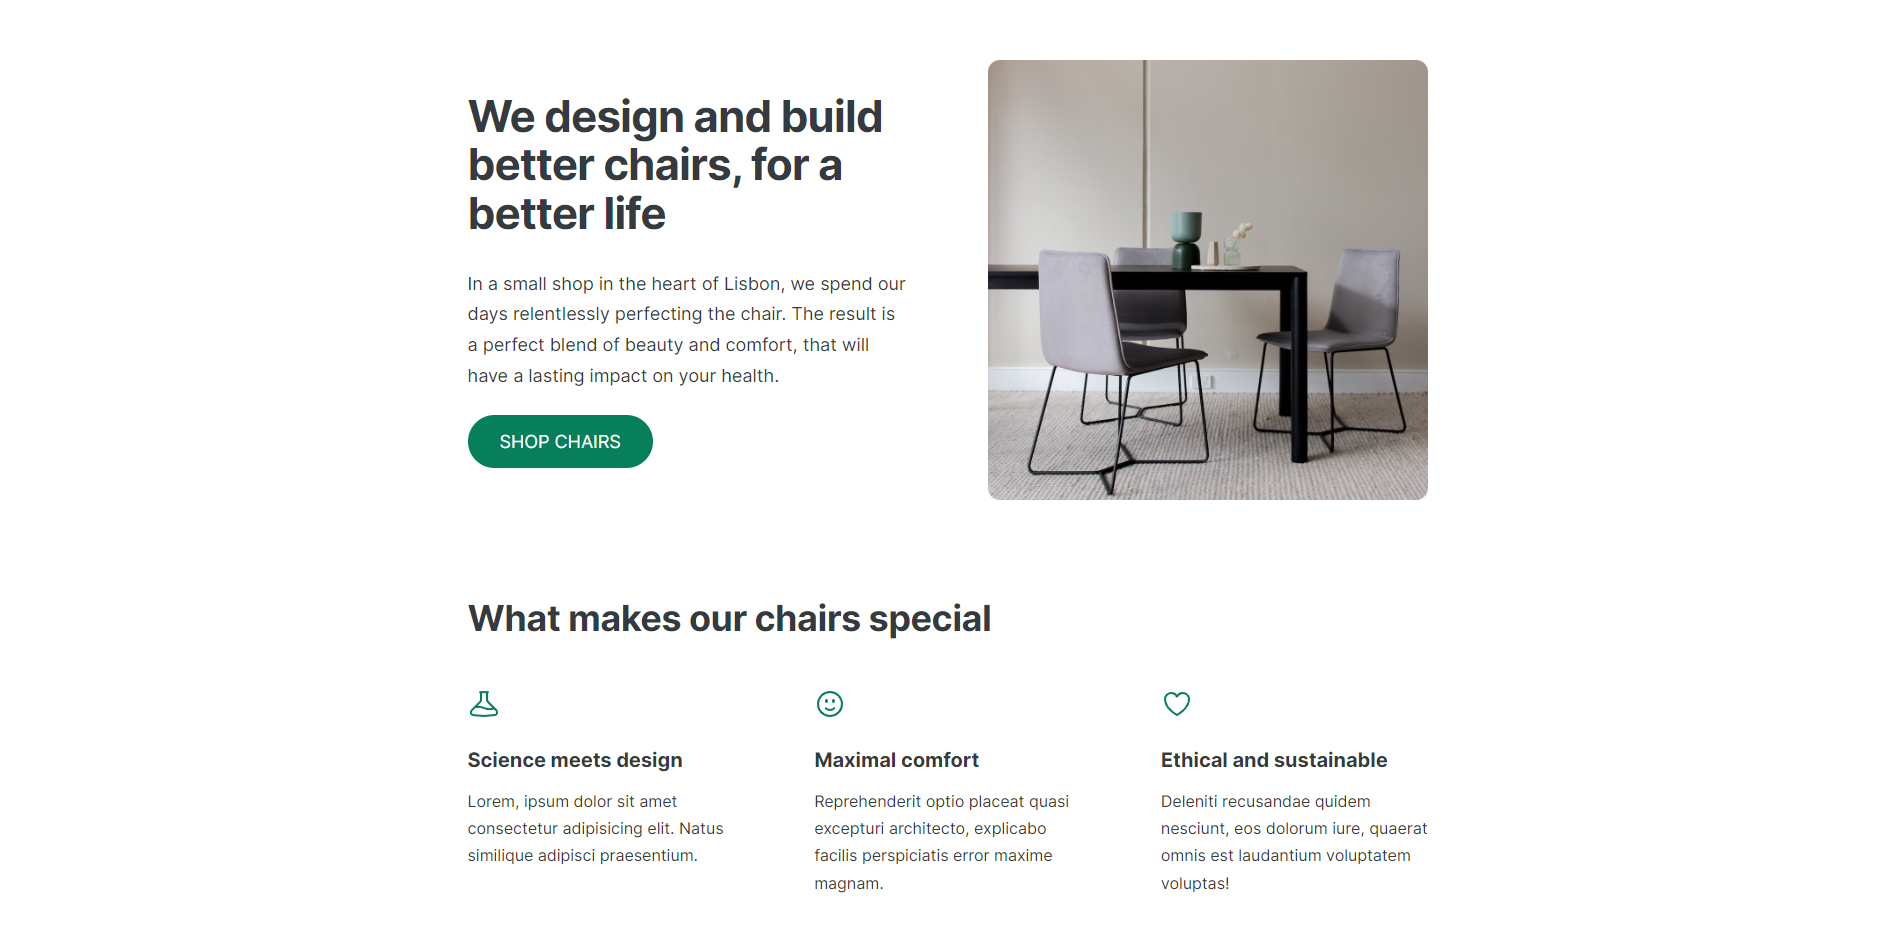 We design and build
better chairs, for a
better life
In a small shop in the heart of Lisbon, we spend our
days relentlessly perfecting the chair. The result is
a perfect blend of beauty and comfort, that will
have a lasting impact on your health.
SHOP CHAIRS
What makes our chairs special
Science meets design
Lorem, ipsum dolor sit amet
consectetur adipisicing elit. Natus
similique adipisci praesentium.
Maximal comfort
Reprehenderit optio placeat quasi
excepturi architecto, explicabo
facilis perspiciatis error maxime
magnam.
Ethical and sustainable
Deleniti recusandae quidem
nesciunt, eos dolorum iure, quaerat
omnis est laudantium voluptatem
voluptas!